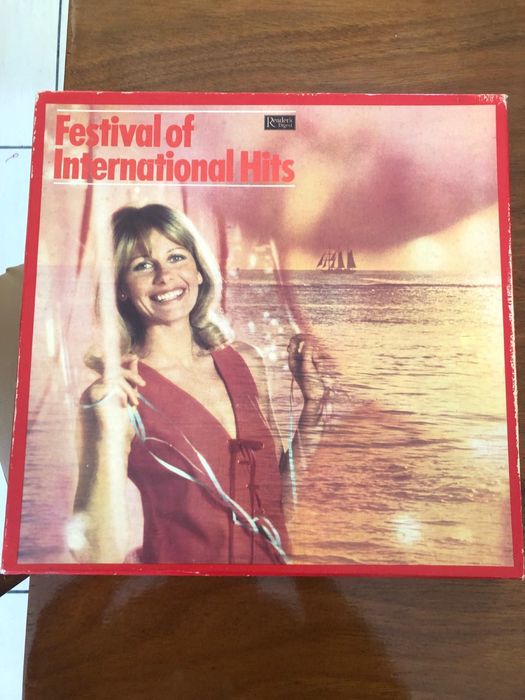 Festival of
International Hits
Reader's
Digest